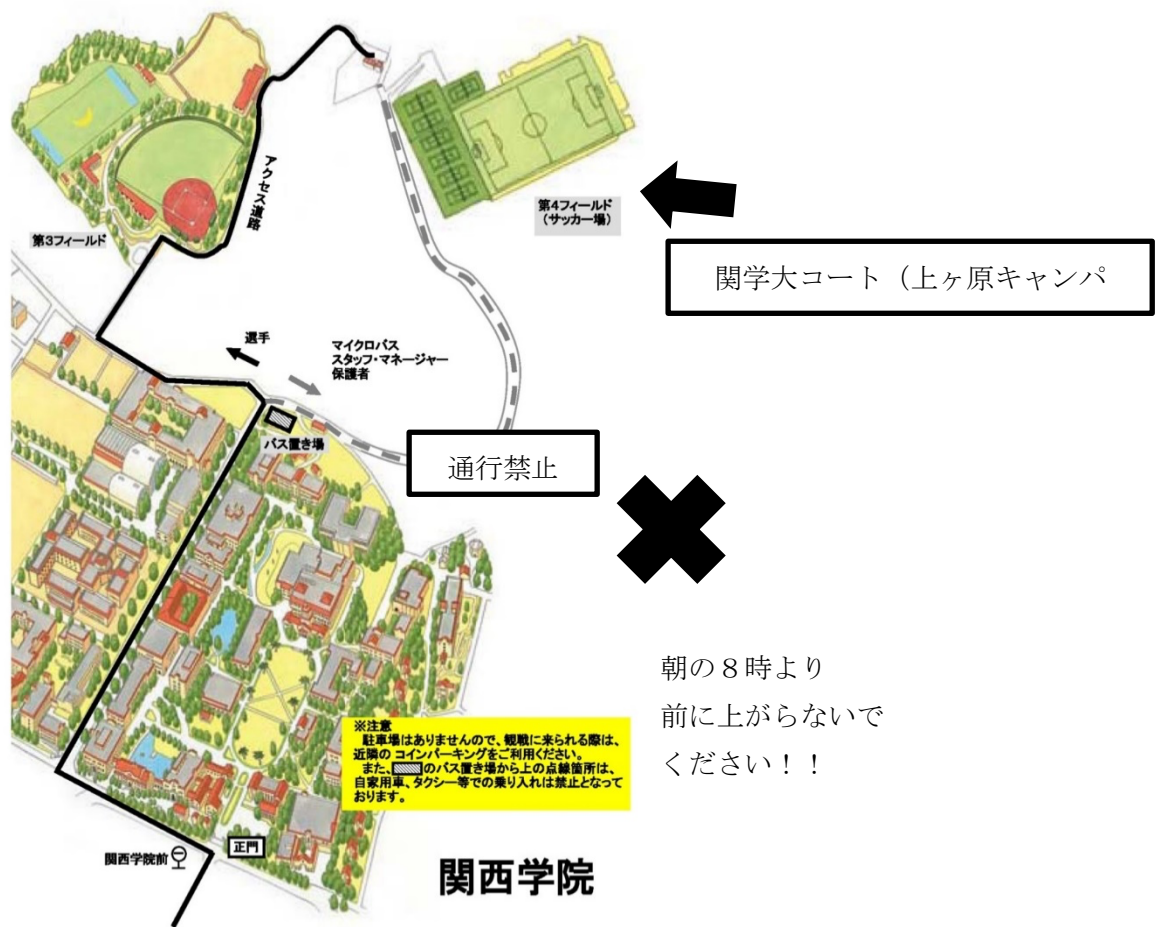 アクセス道路
第3フィールド
第4フィールド
（サッカー場）
関学大コート（上ヶ原キャンパ
選手
マイクロバス
スタッフ・マネージャー
保護者
バス置き場
通行禁止
朝の８時より
前に上がらないで
ください！！
※注意
駐車場はありませんので、観戦に来られる際は、
近隣の コインパーキングをご利用ください。
また、のバス置き場から上の点線箇所は、
自家用車、タクシー等での乗り入れは禁止となって
おります。
正門
関西学院前
関西学院